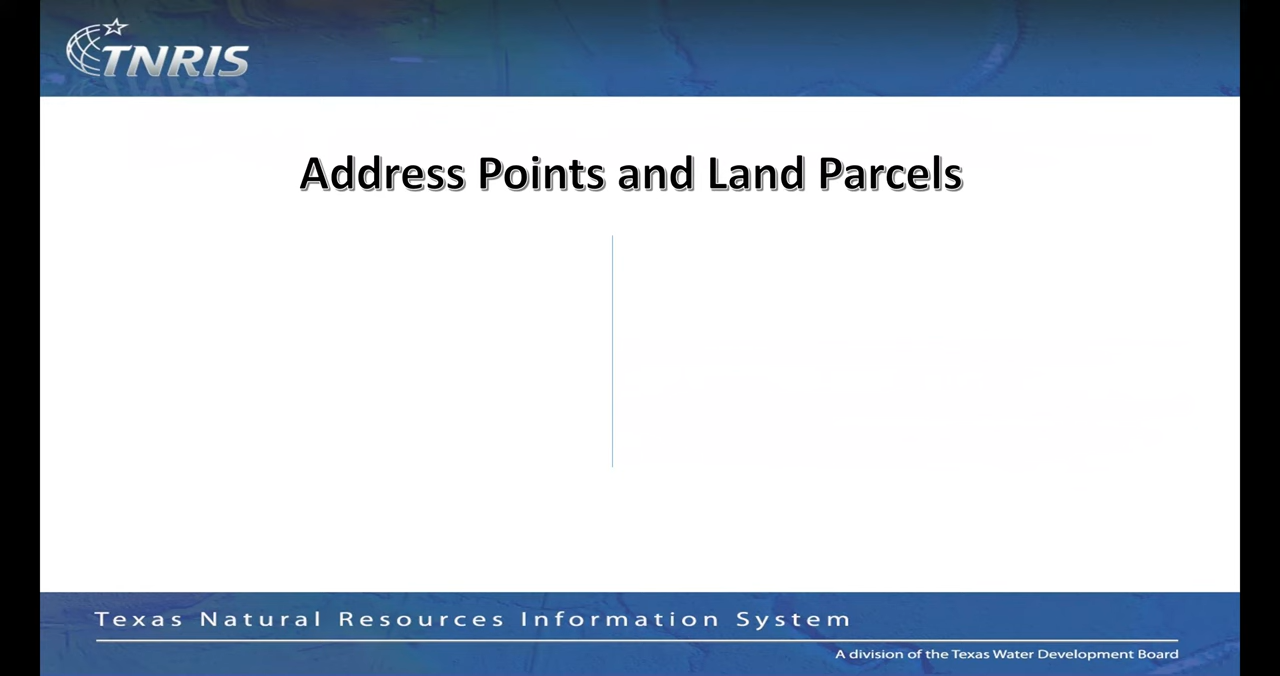 TNRIS
Address Points and Land Parcels
Texas Natural Resources Information System
A division of the Texas Water Development Board